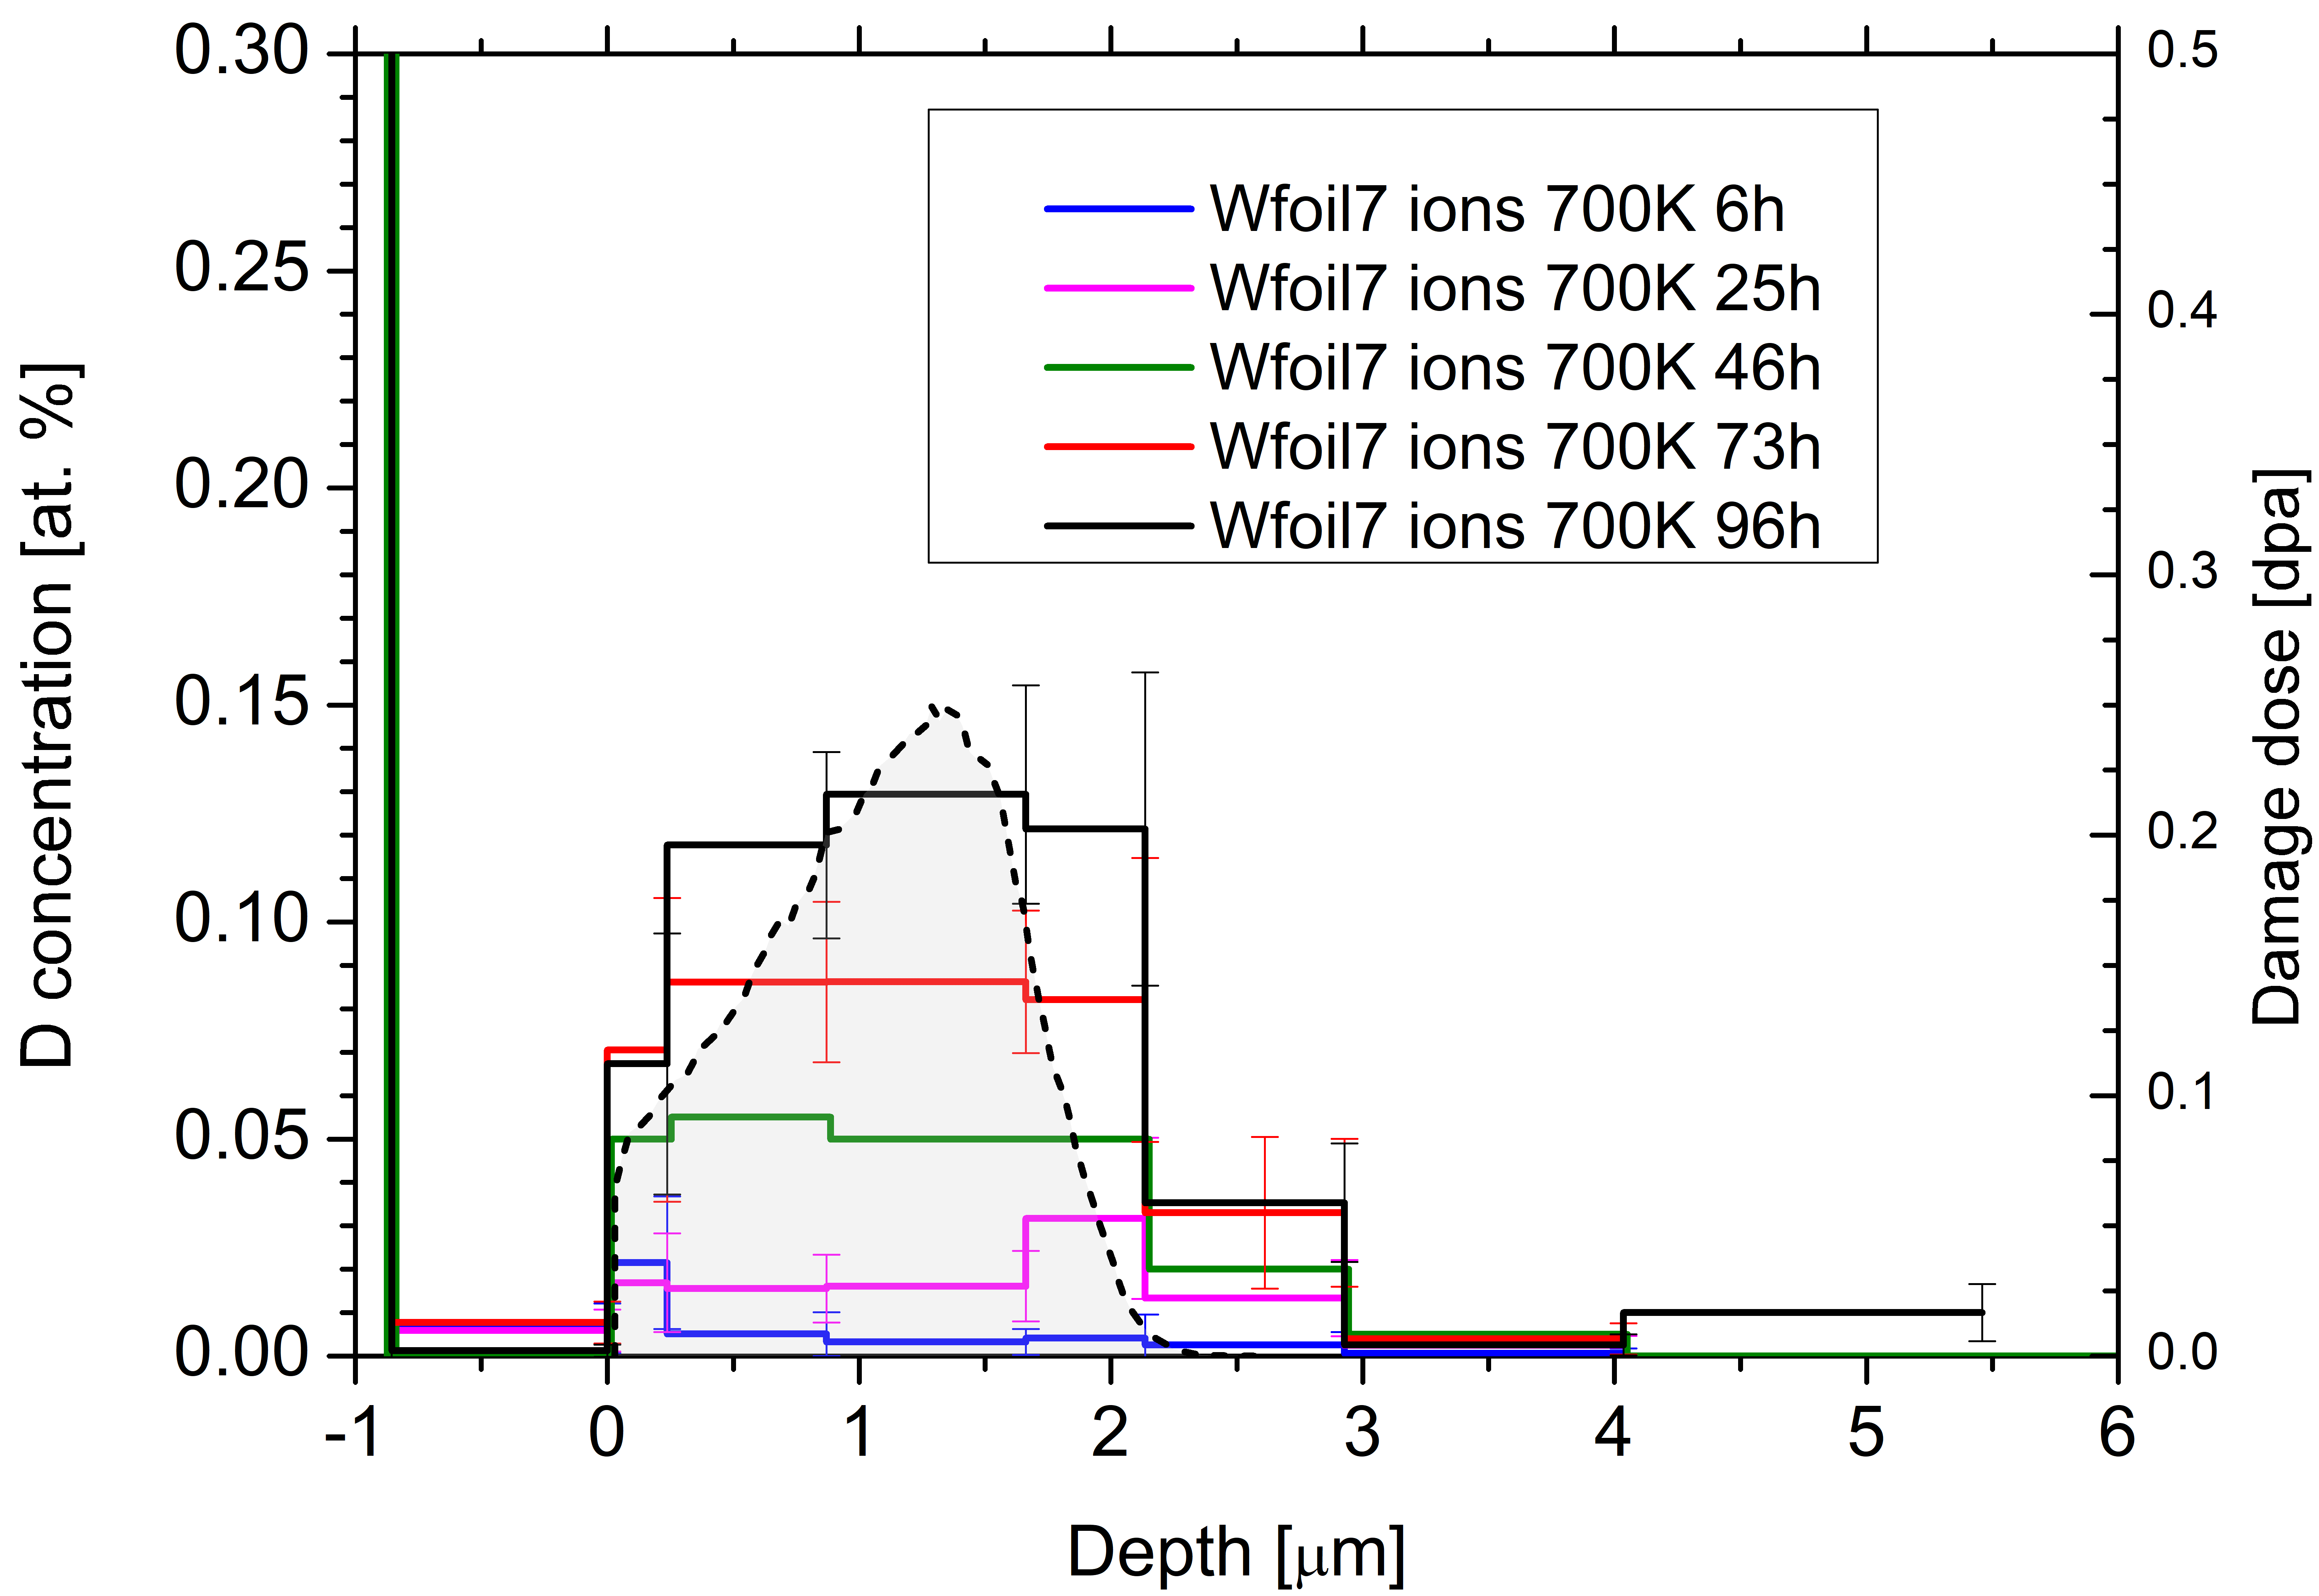 0.30
0.25
0.20
0.15
0.10
0.05
0.00
D concentration [at. %]
Wfoil7 ions 700K 6h
Wfoil7 ions 700K 25h
Wfoil7 ions 700K 46h
Wfoil7 ions 700K 73h
Wfoil7 ions 700K 96h
0.5
0.4
0.3
0.2
0.1
0.0
Damage dose [dpa]
-1 0 1 2 3 4 5 6
Depth [μm]